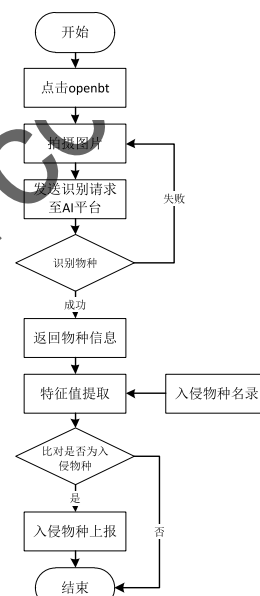 开始
点击openbt
拍摄图片
发送识别请求
至AI平台
失败
识别物种
成功
返回物种信息
特征值提取
入侵物种名录
比对是否为入
侵物种
是
否
入侵物种上报
结束